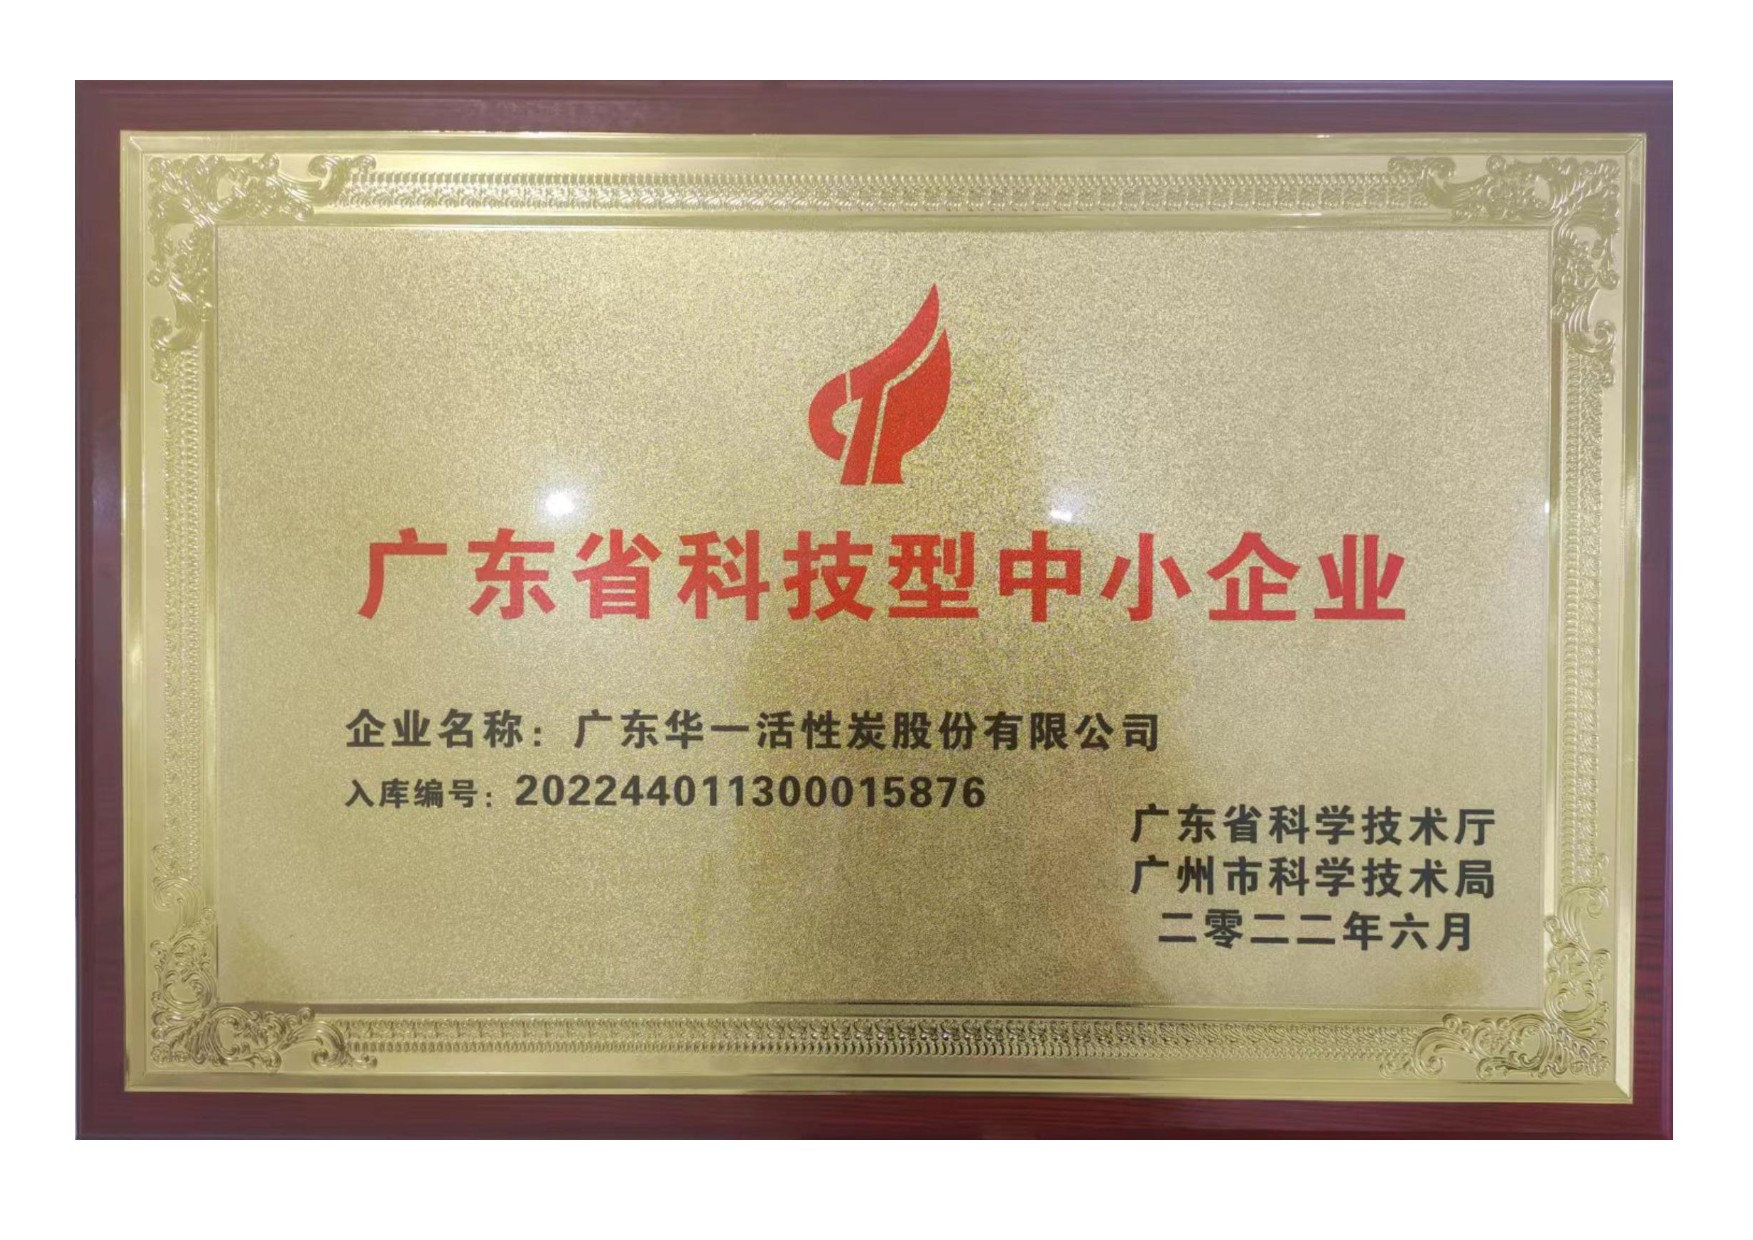 广东省科技型中小企业
企业名称：广东华一活性炭股份有限公司
入库编号：202244011300015876
广东省科学技术厅
广州市科学技术局
二零二二年六月